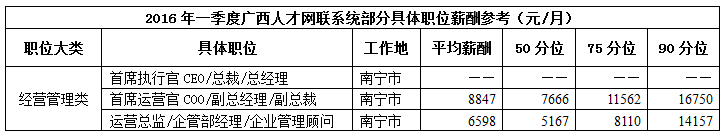 2016 年一季度广西人才网联系统部分具体职位薪酬参考（元/月）
职位大类 具体职位 工作地 平均薪酬 50 分位 75 分位 90 分位
经营管理类
首席执行官 CEO/总裁/总经理 南宁市 —— —— —— ——
首席运营官 COO/副总经理/副总裁 南宁市 8847 7666 11562 16750
运营总监/企管部经理/企业管理顾问 南宁市 6598 5167 8110 14157